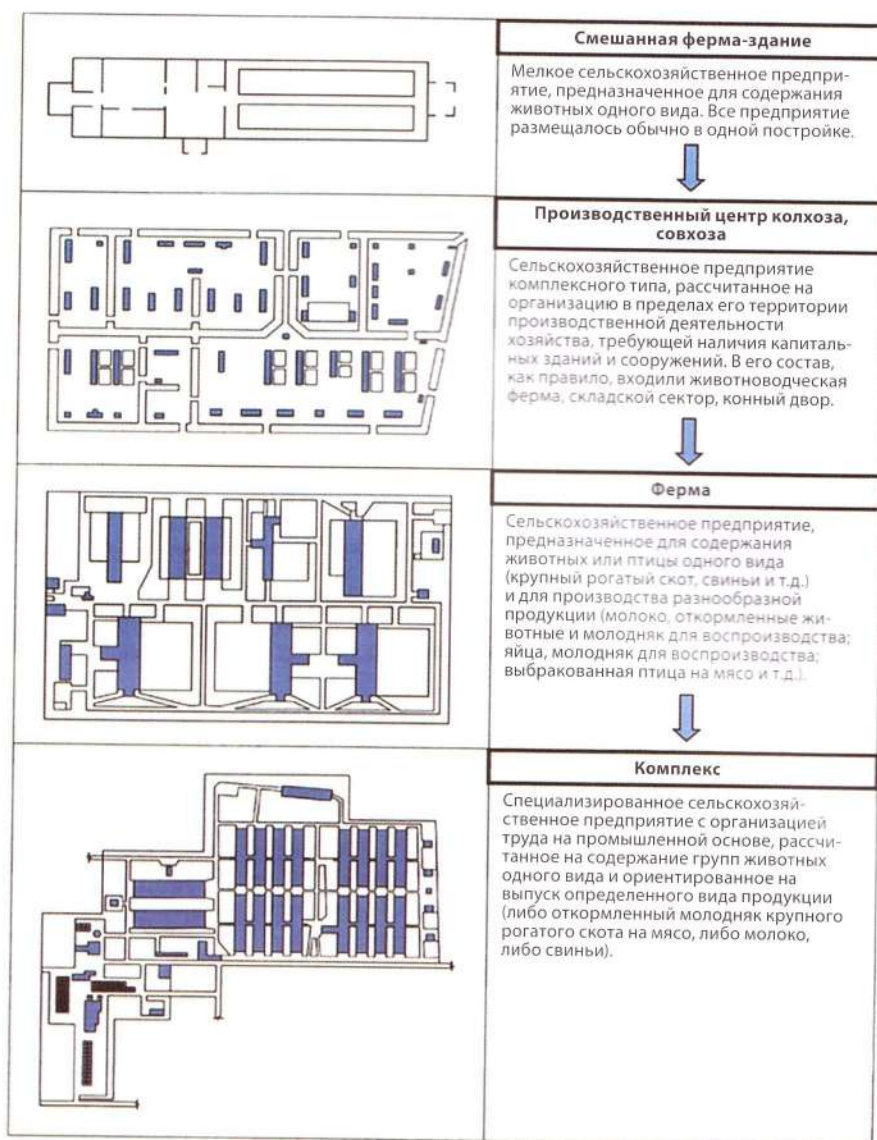 Смешанная ферма-здание
Мелкое сельскохозяйственное предпри-
ятие, предназначенное для содержания
животных одного вида. Все предприятие
размещалось обычно в одной постройке.
Производственный центр колхоза,
совхоза
Сельскохозяйственное предприятие
комплексного типа, рассчитанное на
организацию в пределах его территории
производственной деятельности
хозяйства, требующей наличия капиталь-
ных зданий и сооружений. В его состав,
как правило, входили животноводческая
ферма, складской сектор, конный двор.
Ферма
Сельскохозяйственное предприятие,
предназначенное для содержания
животных или птицы одного вида
(крупный рогатый скот, свиньи и т.д.)
и для производства разнообразной
продукции (молоко, откормленные жи-
вотные и молодняк для воспроизводства;
яйца, молодняк для воспроизводства;
выбракованная птица на мясо и т.д.).
Комплекс
Специализированное сельскохозяй-
ственное предприятие с организацией
труда на промышленной основе, рассчи-
танное на содержание групп животных
одного вида и ориентированное на
выпуск определенного вида продукции
(либо откормленный молодняк крупного
рогатого скота на мясо, либо молоко,
либо свиньи).